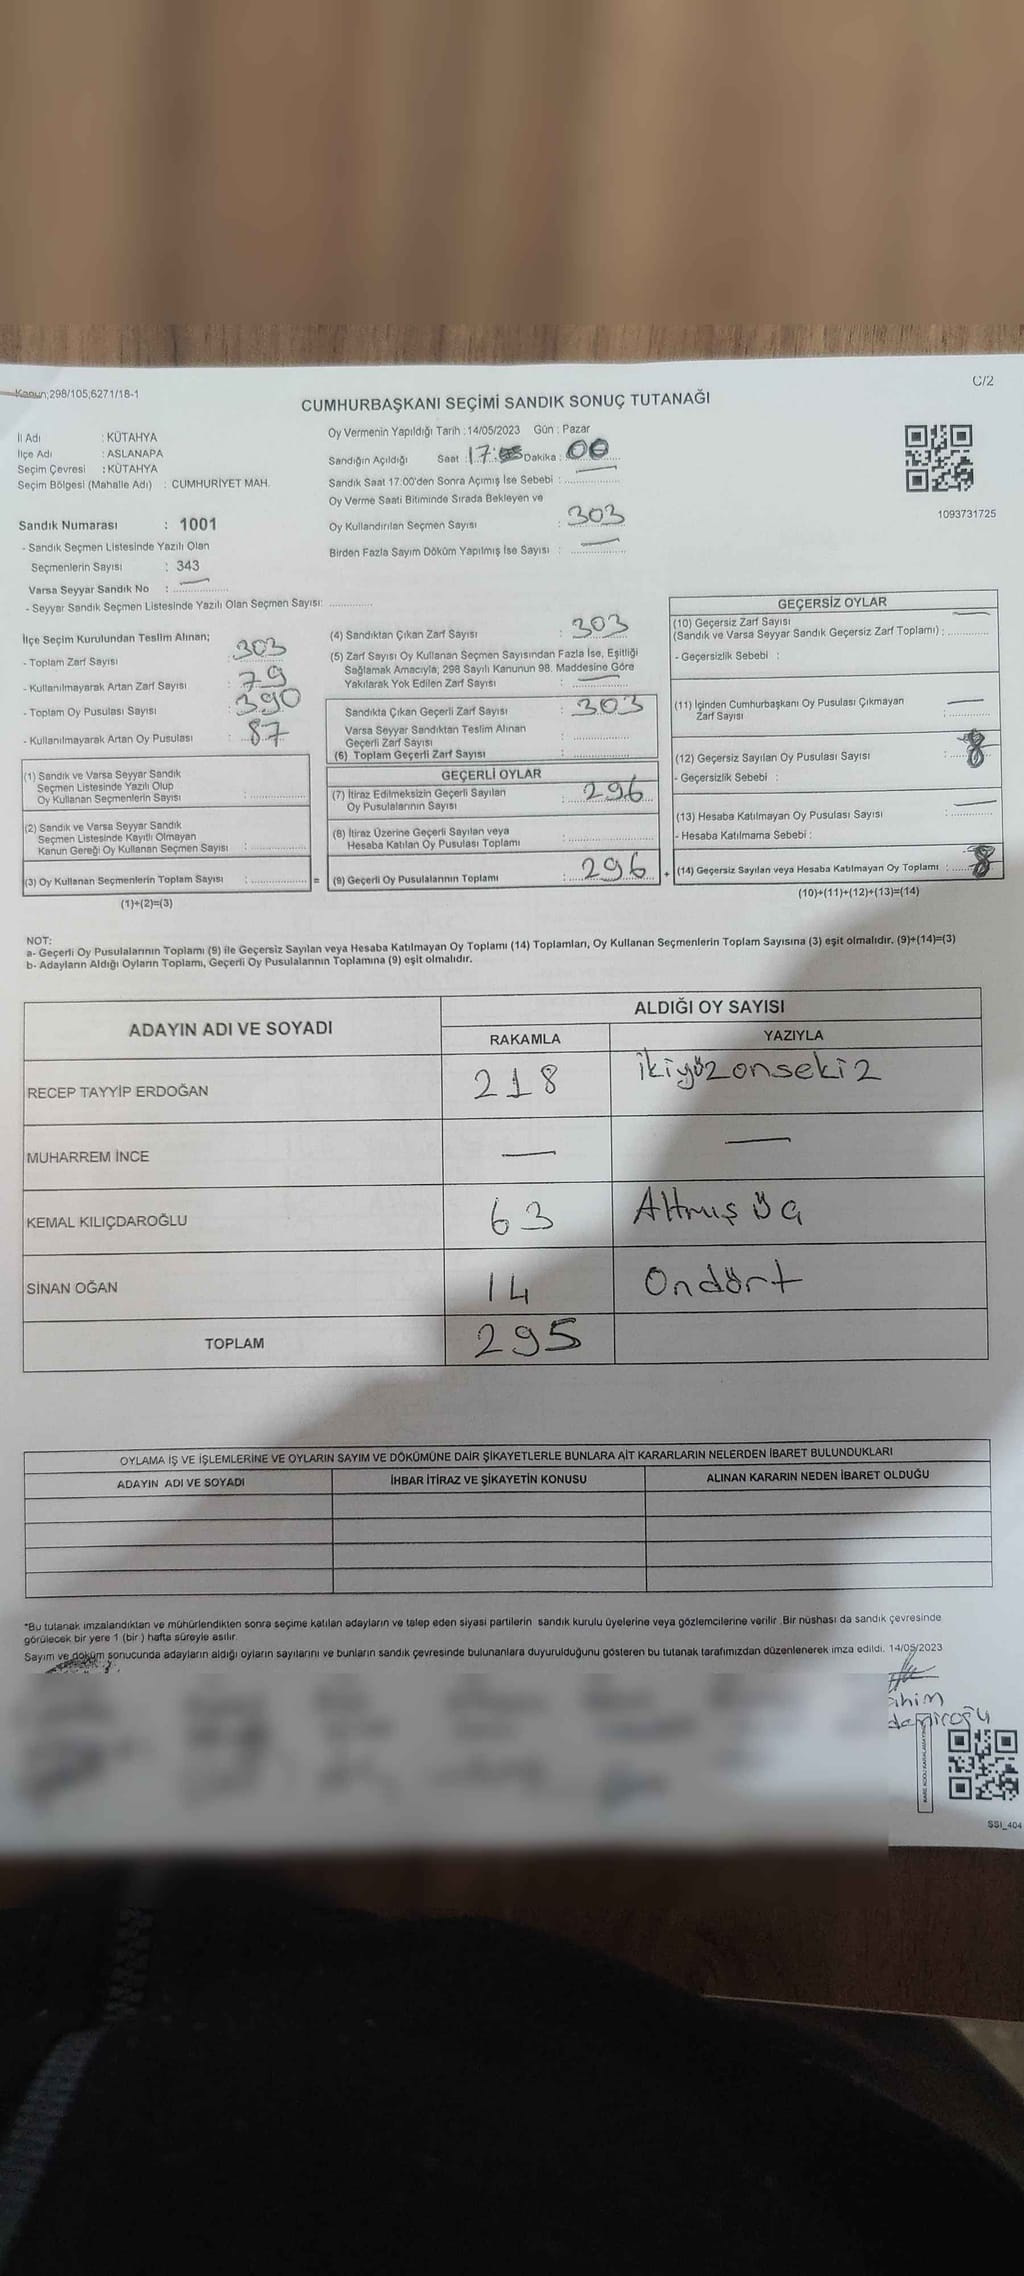 Kanun;298/105;6271/18-1
C/2
CUMHURBAŞKANI SEÇİMİ SANDIK SONUÇ TUTANAĞI
İl Adı : KÜTAHYA
İlçe Adı : ASLANAPA
Seçim Çevresi : KÜTAHYA
Seçim Bölgesi (Mahalle Adı) : CUMHURİYET MAH.
Oy Vermenin Yapıldığı Tarih : 14/05/2023 Gün : Pazar
Sandığın Açıldığı Saat : 17: Dakika : 00
Sandık Saat 17:00'den Sonra Açımış İse Sebebi :
Oy Verme Saati Bitiminde Sırada Bekleyen ve
Oy Kullandırılan Seçmen Sayısı : 303
Birden Fazla Sayım Döküm Yapılmış İse Sayısı : —
1093731725
Sandık Numarası : 1001
- Sandık Seçmen Listesinde Yazılı Olan
Seçmenlerin Sayısı : 343
Varsa Seyyar Sandık No : —
- Seyyar Sandık Seçmen Listesinde Yazılı Olan Seçmen Sayısı:
İlçe Seçim Kurulundan Teslim Alınan;
- Toplam Zarf Sayısı : 303
- Kullanılmayarak Artan Zarf Sayısı : 79
- Toplam Oy Pusulası Sayısı : 390
- Kullanılmayarak Artan Oy Pusulası : 87
(1) Sandık ve Varsa Seyyar Sandık
Seçmen Listesinde Yazılı Olup
Oy Kullanan Seçmenlerin Sayısı :
(2) Sandık ve Varsa Seyyar Sandık
Seçmen Listesinde Kayıtlı Olmayan
Kanun Gereği Oy Kullanan Seçmen Sayısı :
(3) Oy Kullanan Seçmenlerin Toplam Sayısı : =
(1)+(2)=(3)
(4) Sandıktan Çıkan Zarf Sayısı : 303
(5) Zarf Sayısı Oy Kullanan Seçmen Sayısından Fazla İse, Eşitliği
Sağlamak Amacıyla, 298 Sayılı Kanunun 98. Maddesine Göre
Yakılarak Yok Edilen Zarf Sayısı : —
Sandıkta Çıkan Geçerli Zarf Sayısı : 303
Varsa Seyyar Sandıktan Teslim Alınan
Geçerli Zarf Sayısı :
(6) Toplam Geçerli Zarf Sayısı :
GEÇERLİ OYLAR
(7) İtiraz Edilmeksizin Geçerli Sayılan
Oy Pusulalarının Sayısı : 296
(8) İtiraz Üzerine Geçerli Sayılan veya
Hesaba Katılan Oy Pusulası Toplamı :
(9) Geçerli Oy Pusulalarının Toplamı : 296 +
GEÇERSİZ OYLAR
(10) Geçersiz Zarf Sayısı
(Sandık ve Varsa Seyyar Sandık Geçersiz Zarf Toplamı) : —
- Geçersizlik Sebebi :
(11) İçinden Cumhurbaşkanı Oy Pusulası Çıkmayan
Zarf Sayısı : —
(12) Geçersiz Sayılan Oy Pusulası Sayısı : 8
- Geçersizlik Sebebi :
(13) Hesaba Katılmayan Oy Pusulası Sayısı : —
- Hesaba Katılmama Sebebi :
(14) Geçersiz Sayılan veya Hesaba Katılmayan Oy Toplamı : 8
(10)+(11)+(12)+(13)=(14)
NOT:
a- Geçerli Oy Pusulalarının Toplamı (9) ile Geçersiz Sayılan veya Hesaba Katılmayan Oy Toplamı (14) Toplamları, Oy Kullanan Seçmenlerin Toplam Sayısına (3) eşit olmalıdır. (9)+(14)=(3)
b- Adayların Aldığı Oyların Toplamı, Geçerli Oy Pusulalarının Toplamına (9) eşit olmalıdır.
ADAYIN ADI VE SOYADI
ALDIĞI OY SAYISI
RAKAMLA YAZIYLA
RECEP TAYYİP ERDOĞAN 218 ikiyüzonsekiz
MUHARREM İNCE — —
KEMAL KILIÇDAROĞLU 63 Altmış üç
SİNAN OĞAN 14 Ondört
TOPLAM 295
OYLAMA İŞ VE İŞLEMLERİNE VE OYLARIN SAYIM VE DÖKÜMÜNE DAİR ŞİKAYETLERLE BUNLARA AİT KARARLARIN NELERDEN İBARET BULUNDUKLARI
ADAYIN ADI VE SOYADI İHBAR İTİRAZ VE ŞİKAYETİN KONUSU ALINAN KARARIN NEDEN İBARET OLDUĞU
*Bu tutanak imzalandıktan ve mühürlendikten sonra seçime katılan adayların ve talep eden siyasi partilerin sandık kurulu üyelerine veya gözlemcilerine verilir .Bir nüshası da sandık çevresinde
görülecek bir yere 1 (bir ) hafta süreyle asılır.
Sayım ve döküm sonucunda adayların aldığı oyların sayılarını ve bunların sandık çevresinde bulunanlara duyurulduğunu gösteren bu tutanak tarafımızdan düzenlenerek imza edildi. 14/05/2023
SSI_404